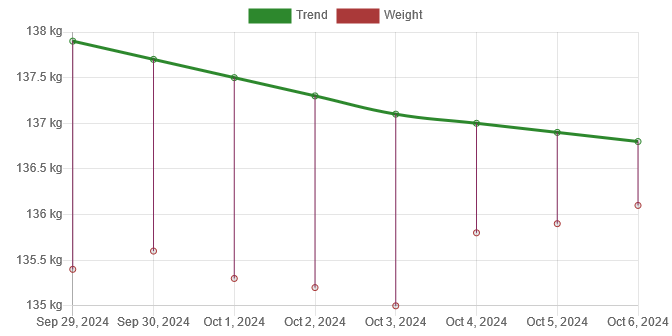 Trend Weight
138 kg
137.5 kg
137 kg
136.5 kg
136 kg
135.5 kg
135 kg
Sep 29, 2024 Sep 30, 2024 Oct 1, 2024 Oct 2, 2024 Oct 3, 2024 Oct 4, 2024 Oct 5, 2024 Oct 6, 2024